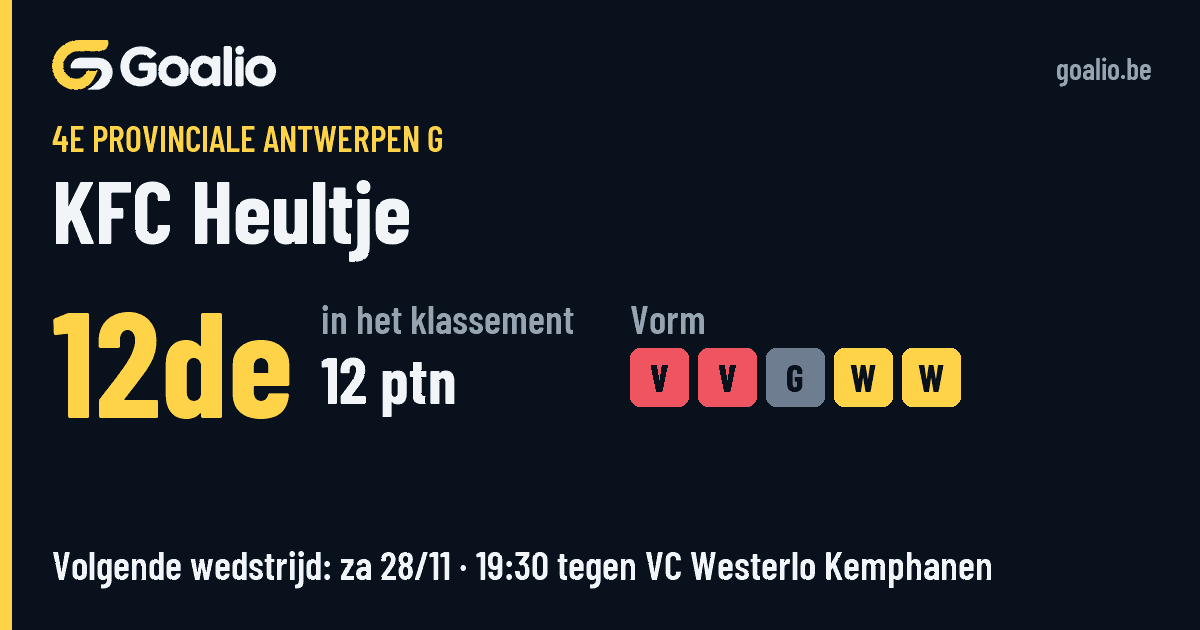 Goalio
goalio.be
4E PROVINCIALE ANTWERPEN G
KFC Heultje
12de
in het klassement
12 ptn
Vorm
V V G W W
Volgende wedstrijd: za 28/11 · 19:30 tegen VC Westerlo Kemphanen